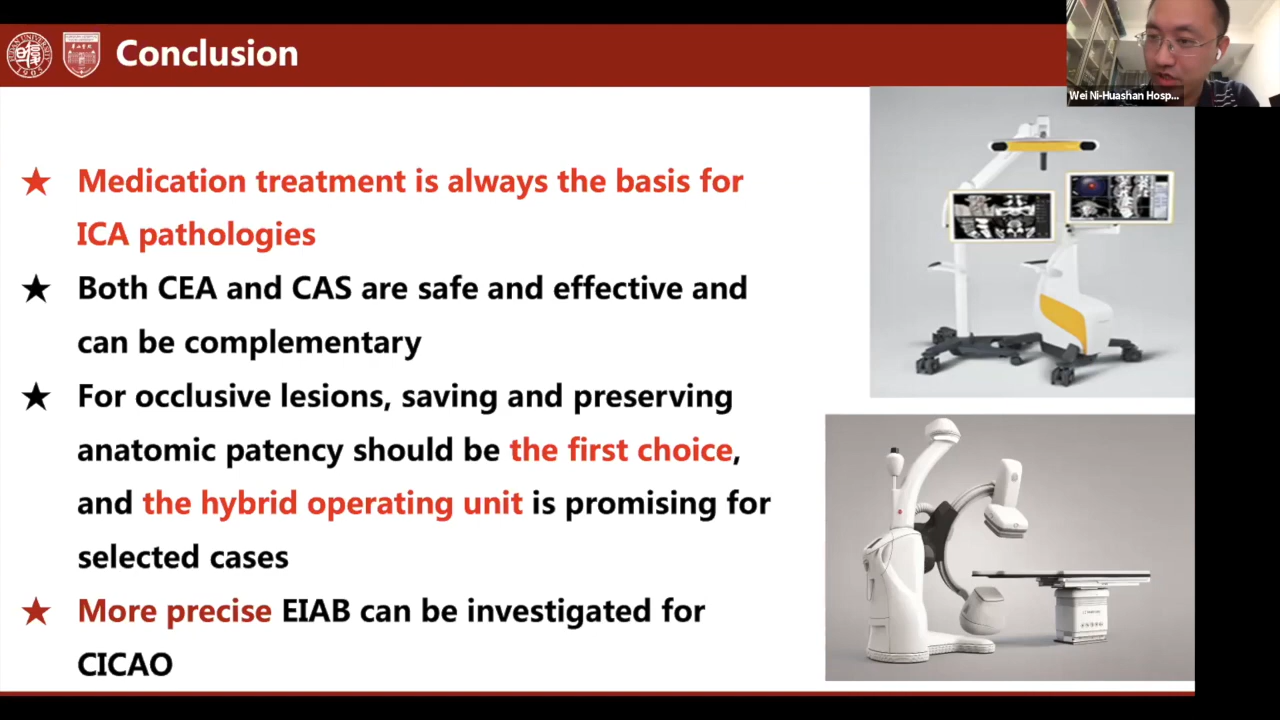 Conclusion
Wei Ni-Huashan Hosp...
Medication treatment is always the basis for
ICA pathologies
Both CEA and CAS are safe and effective and
can be complementary
For occlusive lesions, saving and preserving
anatomic patency should be the first choice,
and the hybrid operating unit is promising for
selected cases
More precise EIAB can be investigated for
CICAO